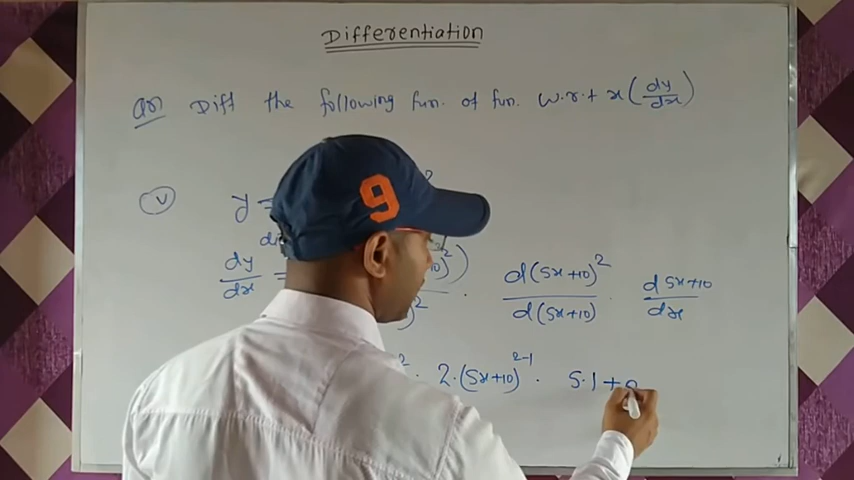 Differentiation
Qn Diff the following fun. of fun. w.r.t x (dy/dx)
(v) y =
9
dy/dx = . d(5x+10)^2/d(5x+10) . d 5x+10/dx
. 2.(5x+10)^2-1 . 5.1+0